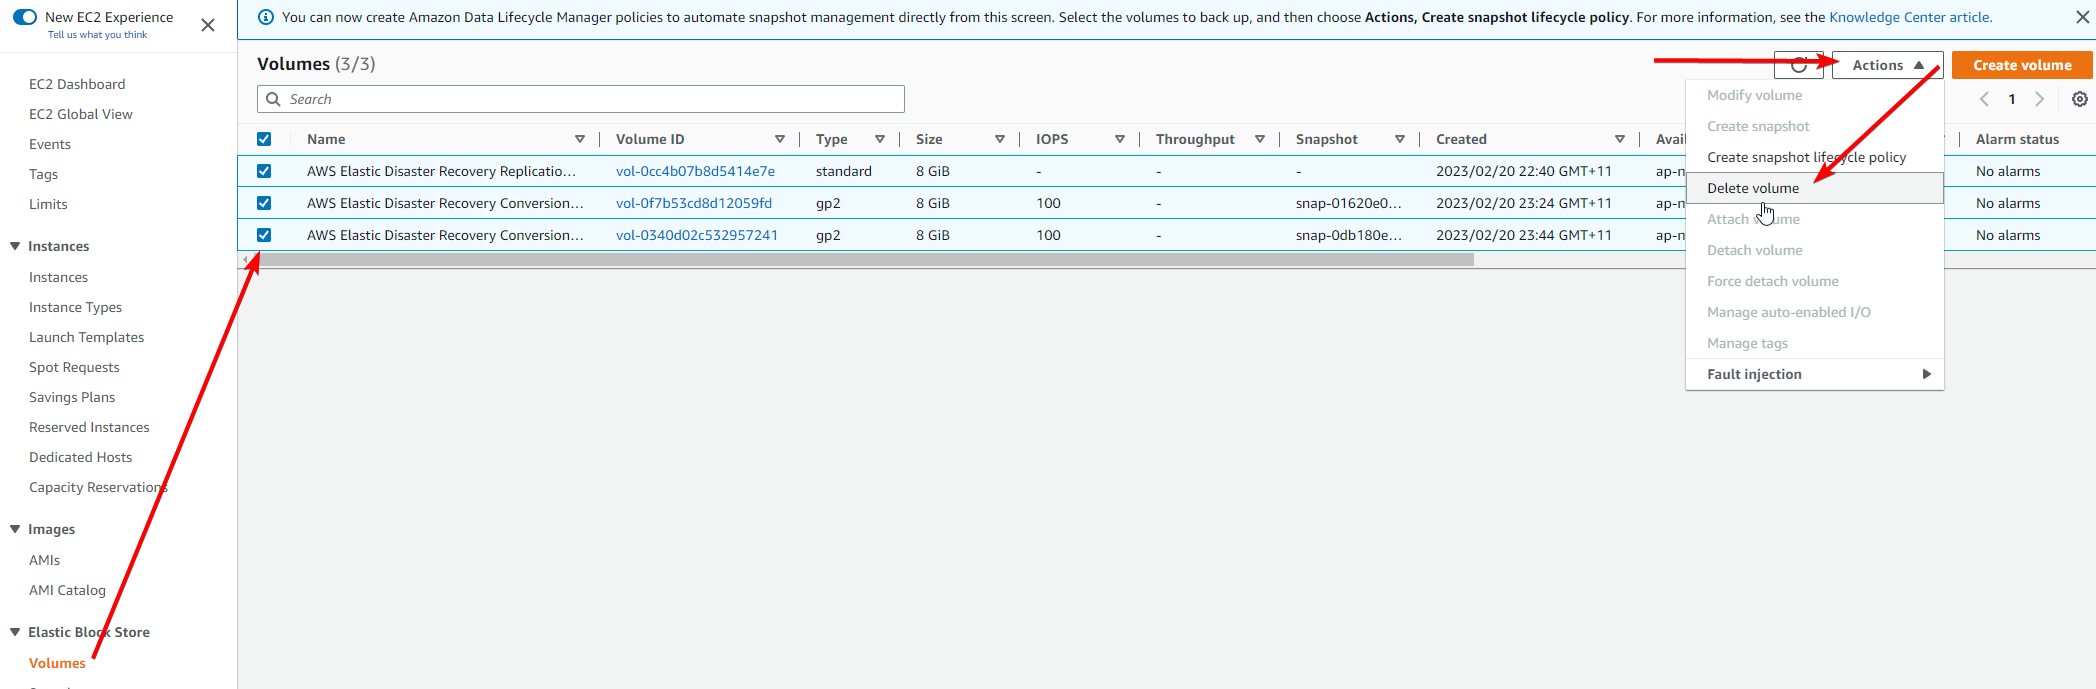 New EC2 Experience
Tell us what you think
You can now create Amazon Data Lifecycle Manager policies to automate snapshot management directly from this screen. Select the volumes to back up, and then choose Actions, Create snapshot lifecycle policy. For more information, see the Knowledge Center article.
EC2 Dashboard
EC2 Global View
Events
Tags
Limits
Instances
Instances
Instance Types
Launch Templates
Spot Requests
Savings Plans
Reserved Instances
Dedicated Hosts
Capacity Reservations
Images
AMIs
AMI Catalog
Elastic Block Store
Volumes
Volumes (3/3)
Actions
Create volume
Search
1
Name Volume ID Type Size IOPS Throughput Snapshot Created Alarm status
AWS Elastic Disaster Recovery Replicatio... vol-0cc4b07b8d5414e7e standard 8 GiB - - - 2023/02/20 22:40 GMT+11 ap-n No alarms
AWS Elastic Disaster Recovery Conversion... vol-0f7b53cd8d12059fd gp2 8 GiB 100 - snap-01620e0... 2023/02/20 23:24 GMT+11 ap-n No alarms
AWS Elastic Disaster Recovery Conversion... vol-0340d02c532957241 gp2 8 GiB 100 - snap-0db180e... 2023/02/20 23:44 GMT+11 ap-n No alarms
Modify volume
Create snapshot
Create snapshot lifecycle policy
Delete volume
Attach volume
Detach volume
Force detach volume
Manage auto-enabled I/O
Manage tags
Fault injection